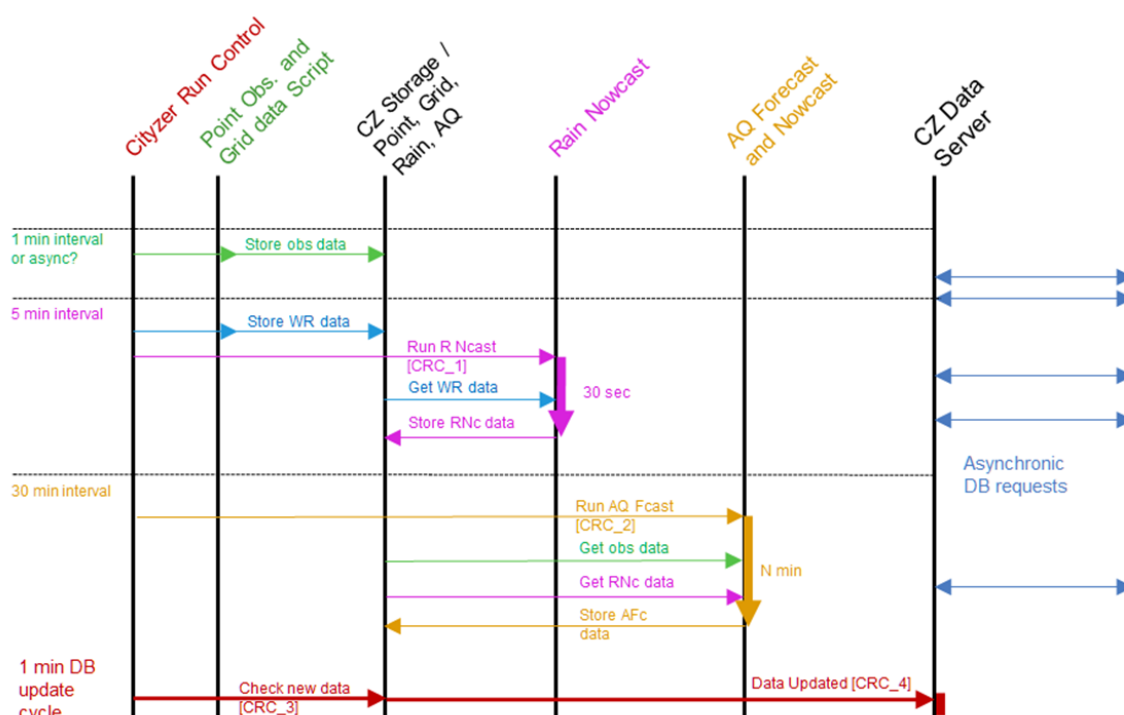 Cityzer Run Control
Point Obs. and
Grid data Script
CZ Storage /
Point, Grid,
Rain, AQ
Rain Nowcast
AQ Forecast
and Nowcast
CZ Data
Server
1 min interval
or async?
Store obs data
5 min interval
Store WR data
Run R Ncast
[CRC_1]
Get WR data
30 sec
Store RNc data
Asynchronic
DB requests
30 min interval
Run AQ Fcast
[CRC_2]
Get obs data
N min
Get RNc data
Store AFc
data
1 min DB
update
cycle
Check new data
[CRC_3]
Data Updated [CRC_4]